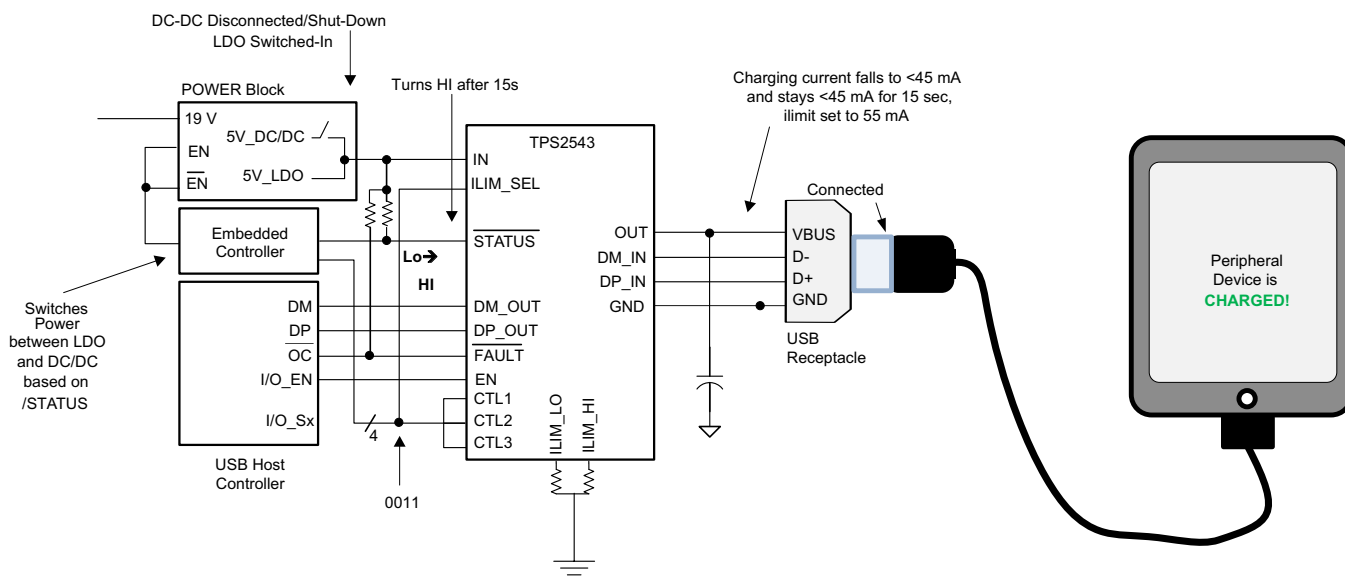 DC-DC Disconnected/Shut-Down
LDO Switched-In
POWER Block
19 V
EN
EN
5V_DC/DC
5V_LDO
Turns HI after 15s
Charging current falls to <45 mA
and stays <45 mA for 15 sec,
ilimit set to 55 mA
Embedded
Controller
Switches
Power
between LDO
and DC/DC
based on
/STATUS
DM
DP
OC
I/O_EN
I/O_Sx
USB Host
Controller
4
0011
Lo→
HI
TPS2543
IN
ILIM_SEL
STATUS
DM_OUT
DP_OUT
FAULT
EN
CTL1
CTL2
CTL3
ILIM_LO
ILIM_HI
OUT
DM_IN
DP_IN
GND
Connected
VBUS
D-
D+
GND
USB
Receptacle
Peripheral
Device is
CHARGED!